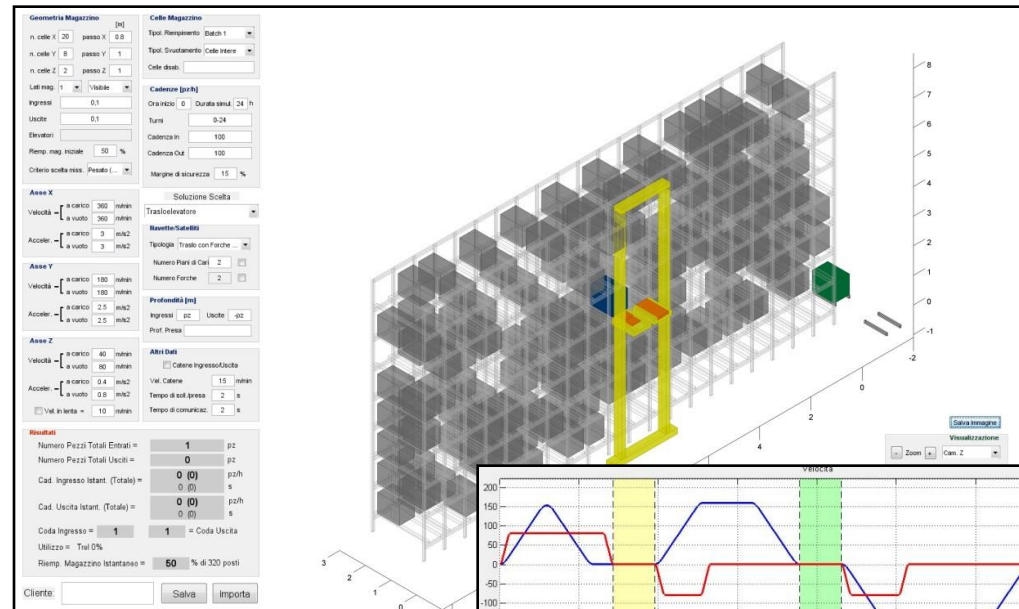 Geometria Magazzino
[m]
n. celle X 20 passo X 0.8
n. celle Y 8 passo Y 1
n. celle Z 2 passo Z 1
Lati mag. 1 Visibile
Ingressi 0,1
Uscite 0,1
Elevatori
Riemp. mag. iniziale 50 %
Criterio scelta miss. Pesato (...
Asse X
Velocità a carico 360 m/min
a vuoto 360 m/min
Acceler. a carico 3 m/s2
a vuoto 3 m/s2
Asse Y
Velocità a carico 180 m/min
a vuoto 180 m/min
Acceler. a carico 2.5 m/s2
a vuoto 2.5 m/s2
Asse Z
Velocità a carico 40 m/min
a vuoto 80 m/min
Acceler. a carico 0.4 m/s2
a vuoto 0.8 m/s2
Vel. in lenta = 10 m/min
Celle Magazzino
Tipol. Riempimento Batch 1
Tipol. Svuotamento Celle Intere
Celle disab.
Cadenze [pz/h]
Ora inizio 0 Durata simul. 24 h
Turni 0-24
Cadenza In 100
Cadenza Out 100
Margine di sicurezza 15 %
Soluzione Scelta
Trasloelevatore
Navette/Satelliti
Tipologia Traslo con Forche ...
Numero Piani di Cari 2
Numero Forche 2
Profondità [m]
Ingressi pz Uscite -pz
Prof. Presa
Altri Dati
Catene Ingresso/Uscita
Vel. Catene 15 m/min
Tempo di soll./presa 2 s
Tempo di comunicaz. 2 s
Risultati
Numero Pezzi Totali Entrati = 1 pz
Numero Pezzi Totali Usciti = 0 pz
Cad. Ingresso Istant. (Totale) = 0 (0) pz/h
0 (0) s
Cad. Uscita Istant. (Totale) = 0 (0) pz/h
0 (0) s
Coda Ingresso = 1 1 = Coda Uscita
Utilizzo = Trel 0%
Riemp. Magazzino Istantaneo = 50 % di 320 posti
Cliente: Salva Importa
8
7
6
5
4
3
2
1
0
-1
-2
0
2
4
3
2
1
0
Salva Immagine
Visualizzazione
- Zoom + Cam. Z
Velocità
200
150
100
50
0
-50
-100